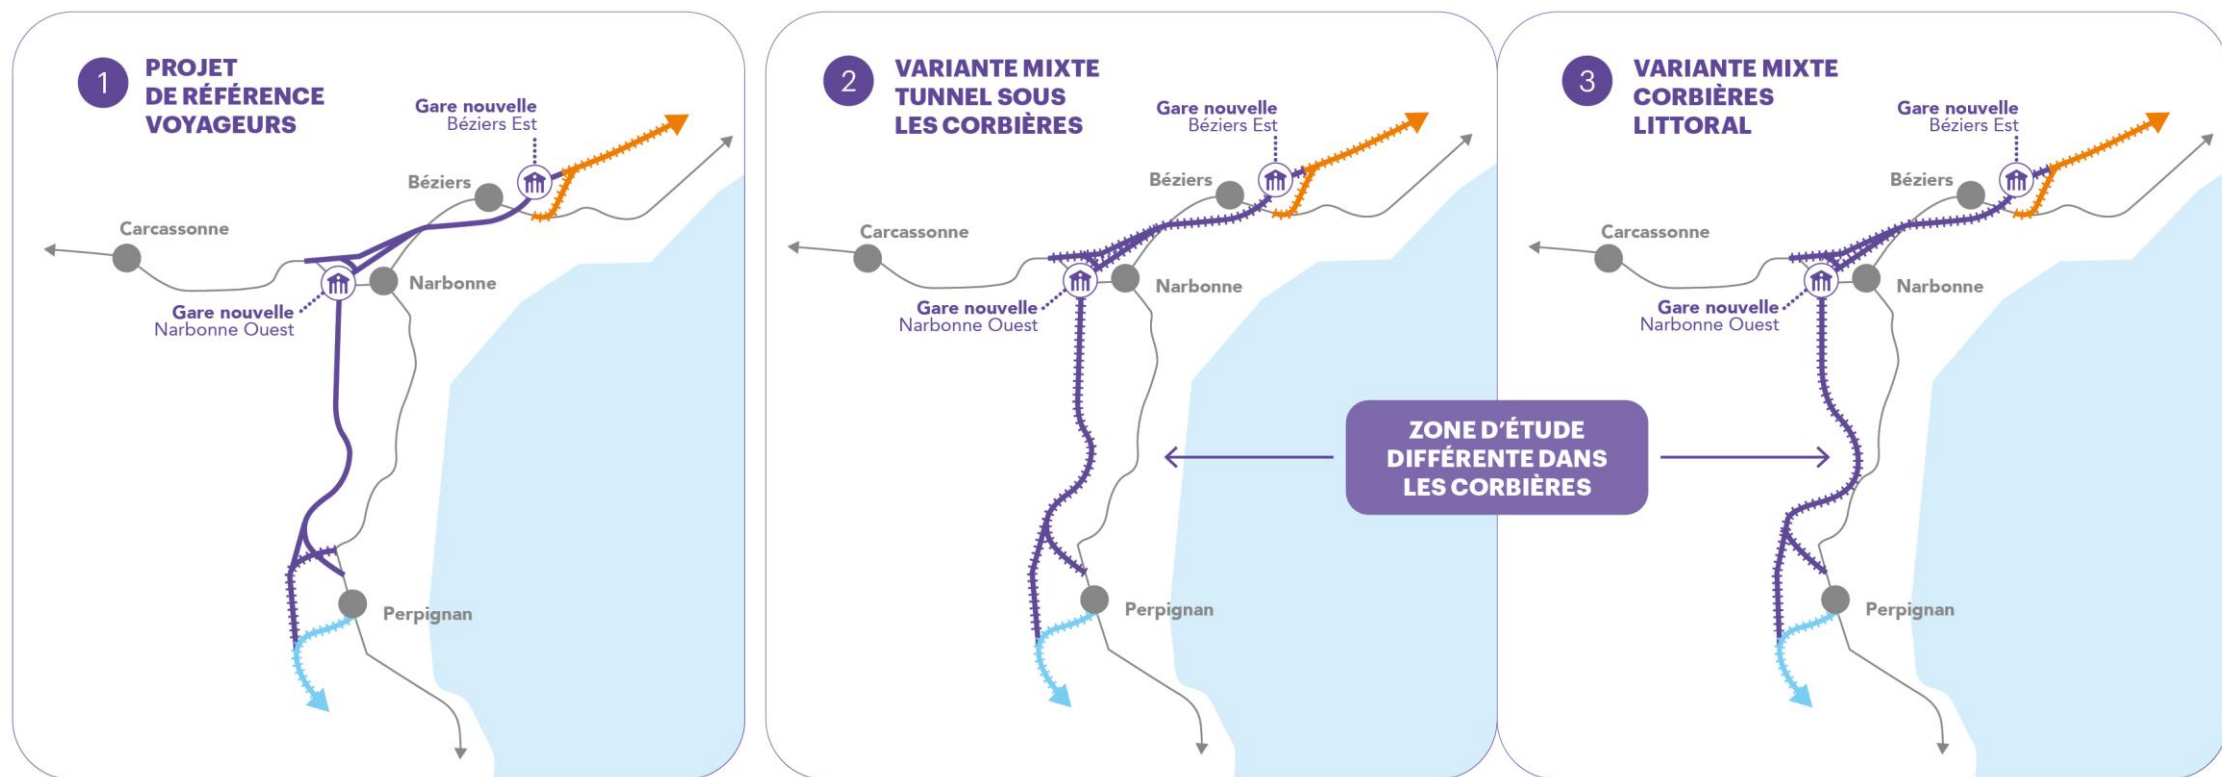 1
PROJET
DE RÉFÉRENCE
VOYAGEURS
Gare nouvelle
Béziers Est
Béziers
Carcassonne
Narbonne
Gare nouvelle
Narbonne Ouest
Perpignan
2
VARIANTE MIXTE
TUNNEL SOUS
LES CORBIÈRES
Gare nouvelle
Béziers Est
Béziers
Carcassonne
Narbonne
Gare nouvelle
Narbonne Ouest
Perpignan
ZONE D'ÉTUDE
DIFFÉRENTE DANS
LES CORBIÈRES
3
VARIANTE MIXTE
CORBIÈRES
LITTORAL
Gare nouvelle
Béziers Est
Béziers
Carcassonne
Narbonne
Gare nouvelle
Narbonne Ouest
Perpignan